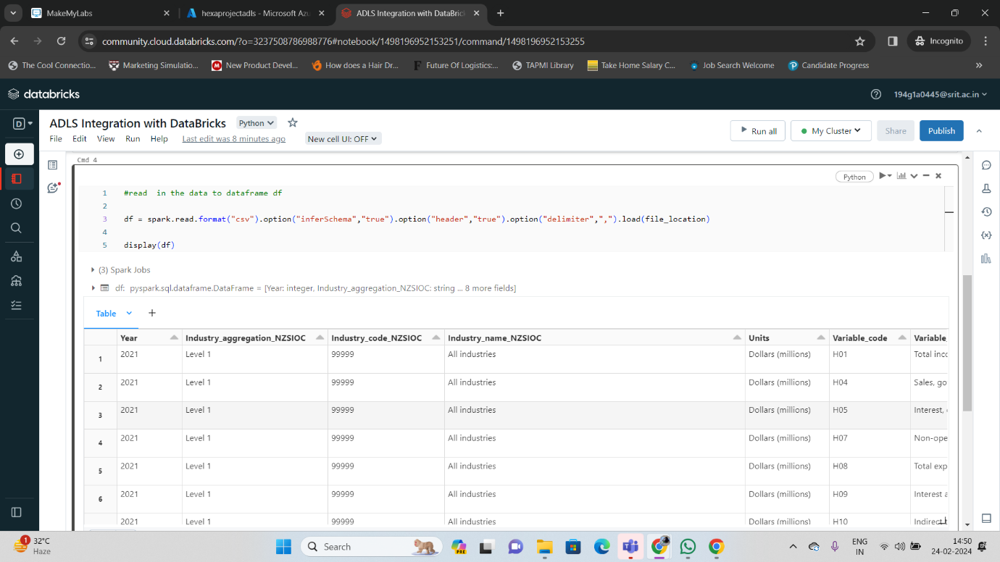 MakeMyLabs
hexaprojectadls - Microsoft Azu
ADLS Integration with DataBric
community.cloud.databricks.com/?o=3237508786988776#notebook/1498196952153251/command/1498196952153255
Incognito
The Cool Connectio...
Marketing Simulatio...
New Product Devel...
How does a Hair Dr...
Future Of Logistics:...
TAPMI Library
Take Home Salary C...
Job Search Welcome
Candidate Progress
databricks
194g1a0445@srit.ac.in
D
ADLS Integration with DataBricks
Python
File Edit View Run Help Last edit was 8 minutes ago New cell UI: OFF
Run all
My Cluster
Share
Publish
Cmd 4
Python
1 #read in the data to dataframe df
2
3 df = spark.read.format("csv").option("inferSchema","true").option("header","true").option("delimiter",",").load(file_location)
4
5 display(df)
(3) Spark Jobs
df: pyspark.sql.dataframe.DataFrame = [Year: integer, Industry_aggregation_NZSIOC: string ... 8 more fields]
Table +
Year Industry_aggregation_NZSIOC Industry_code_NZSIOC Industry_name_NZSIOC Units Variable_code Variable_
1 2021 Level 1 99999 All industries Dollars (millions) H01 Total inco
2 2021 Level 1 99999 All industries Dollars (millions) H04 Sales, go
3 2021 Level 1 99999 All industries Dollars (millions) H05 Interest,
4 2021 Level 1 99999 All industries Dollars (millions) H07 Non-ope
5 2021 Level 1 99999 All industries Dollars (millions) H08 Total exp
6 2021 Level 1 99999 All industries Dollars (millions) H09 Interest a
2021 Level 1 99999 All industries Dollars (millions) H10 Indirect
1
32°C
Haze
Search
PRE
ENG
IN
14:50
24-02-2024